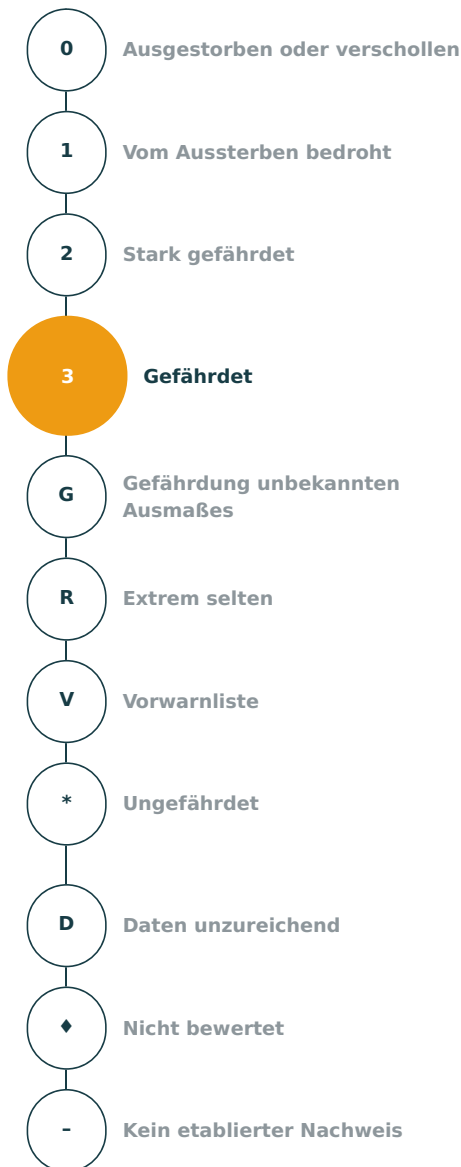 0 Ausgestorben oder verschollen
1 Vom Aussterben bedroht
2 Stark gefährdet
3 Gefährdet
G Gefährdung unbekannten
Ausmaßes
R Extrem selten
V Vorwarnliste
* Ungefährdet
D Daten unzureichend
♦ Nicht bewertet
– Kein etablierter Nachweis